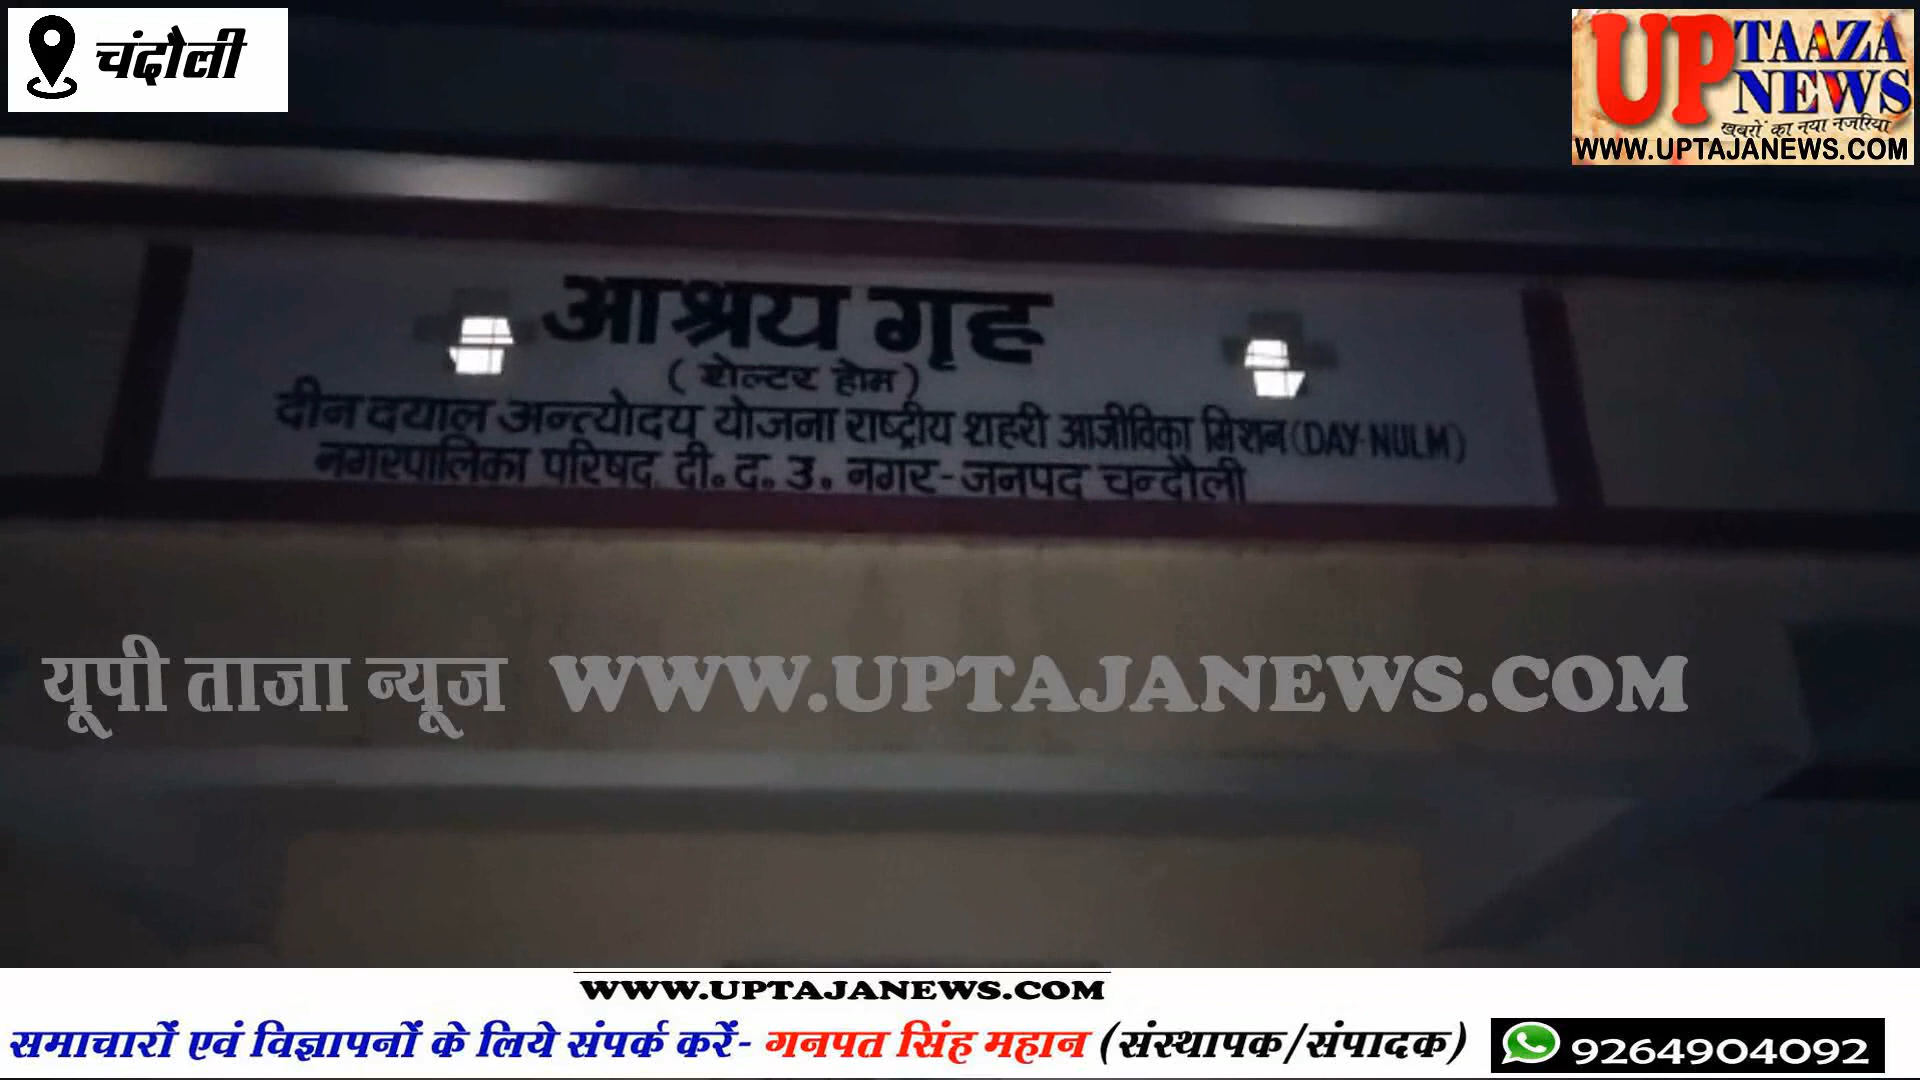 चंदौली
UP TAAZA NEWS
खबरों का नया नजरिया
WWW.UPTAJANEWS.COM
आश्रय गृह
( शेल्टर होम )
दीन दयाल अन्त्योदय योजना राष्ट्रीय शहरी आजीविका मिशन (DAY-NULM)
नगरपालिका परिषद दी. द. उ. नगर-जनपद चन्दौली
यूपी ताजा न्यूज WWW.UPTAJANEWS.COM
WWW.UPTAJANEWS.COM
समाचारों एवं विज्ञापनों के लिये संपर्क करें- गनपत सिंह महान (संस्थापक/संपादक) 9264904092